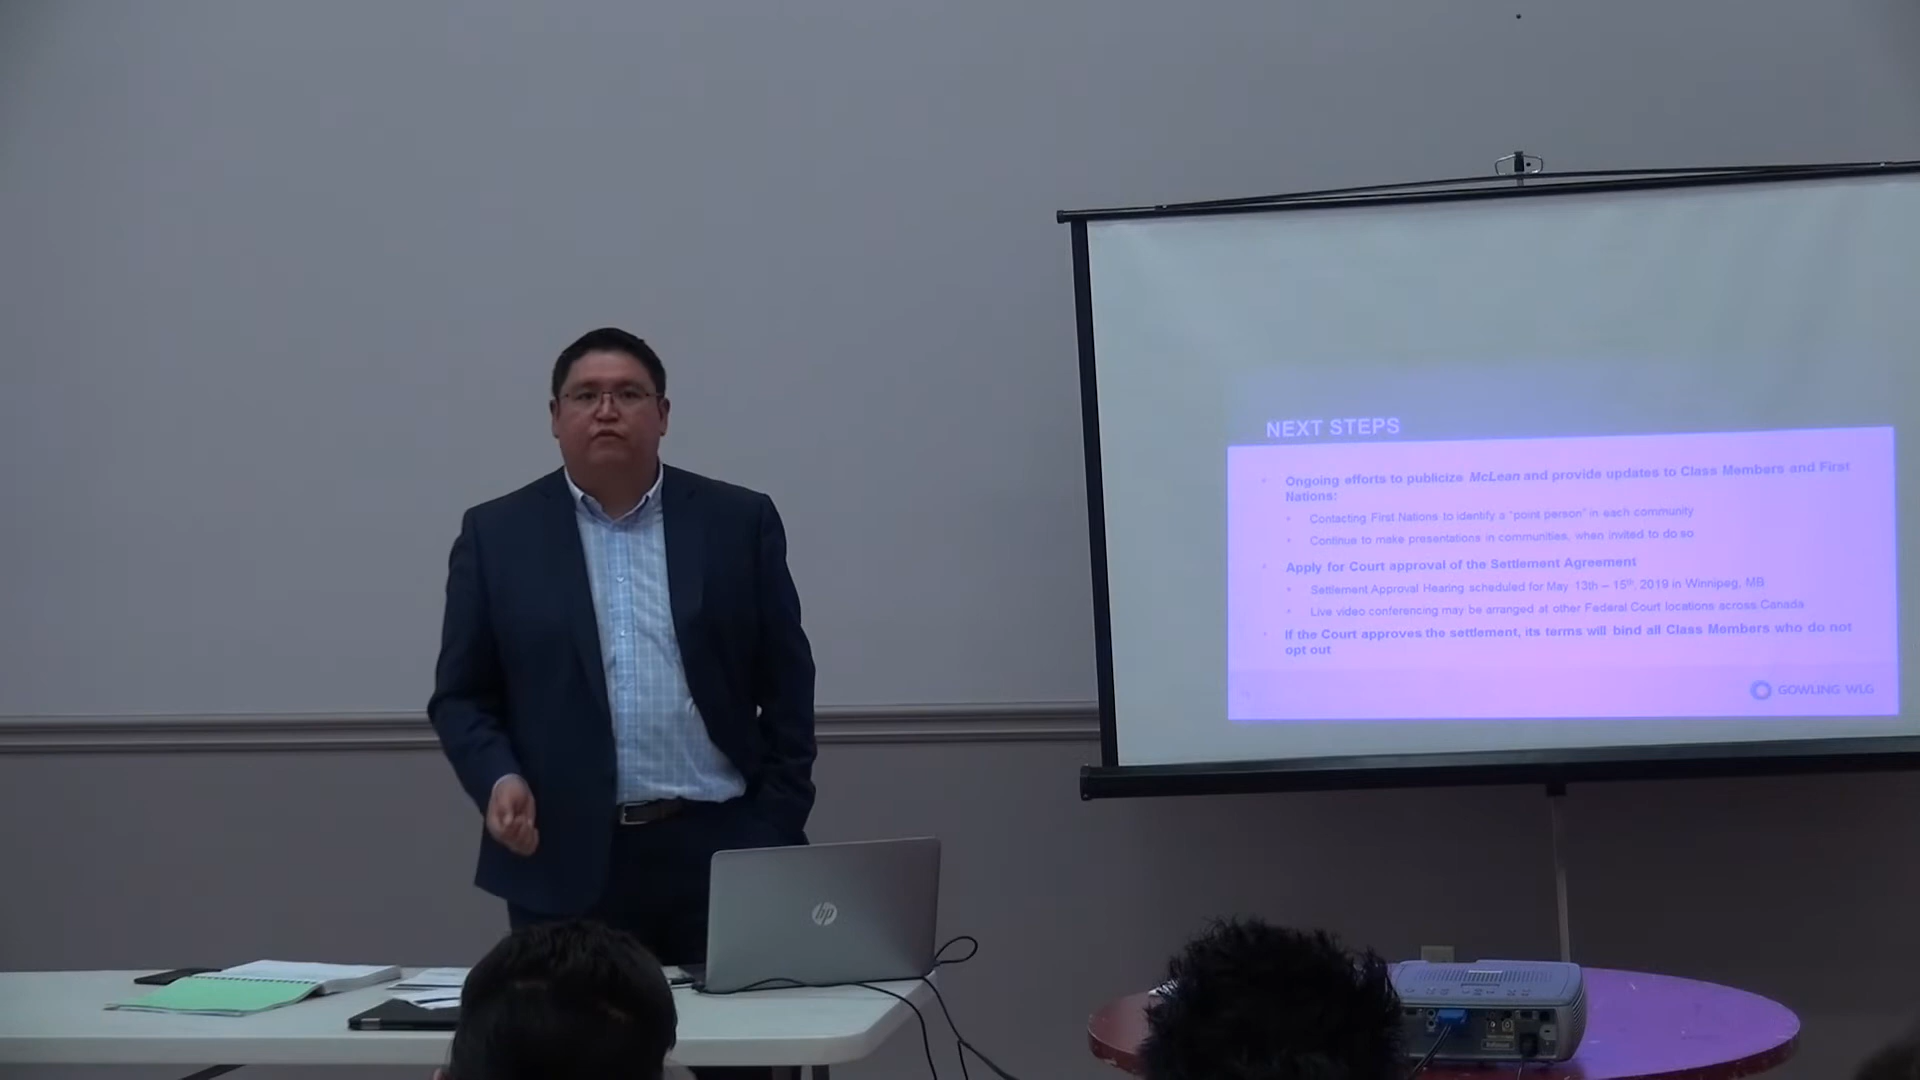 NEXT STEPS
Ongoing efforts to publicize McLean and provide updates to Class Members and First
Nations:
Contacting First Nations to identify a "point person" in each community
Continue to make presentations in communities, when invited to do so
Apply for Court approval of the Settlement Agreement
Settlement Approval Hearing scheduled for May 13th – 15th, 2019 in Winnipeg, MB
Live video conferencing may be arranged at other Federal Court locations across Canada
If the Court approves the settlement, its terms will bind all Class Members who do not
opt out
GOWLING WLG
hp